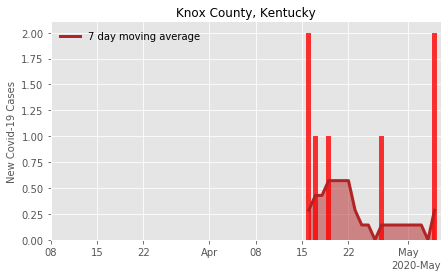 Knox County, Kentucky
7 day moving average
New Covid-19 Cases
2.00
1.75
1.50
1.25
1.00
0.75
0.50
0.25
0.00
08 15 22 Apr 08 15 22 May
2020-May